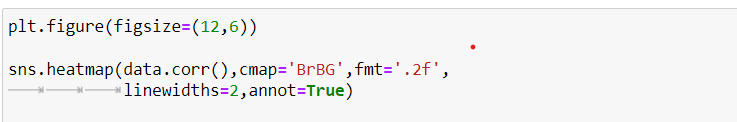 plt.figure(figsize=(12,6))
sns.heatmap(data.corr(),cmap='BrBG',fmt='.2f',
linewidths=2,annot=True)